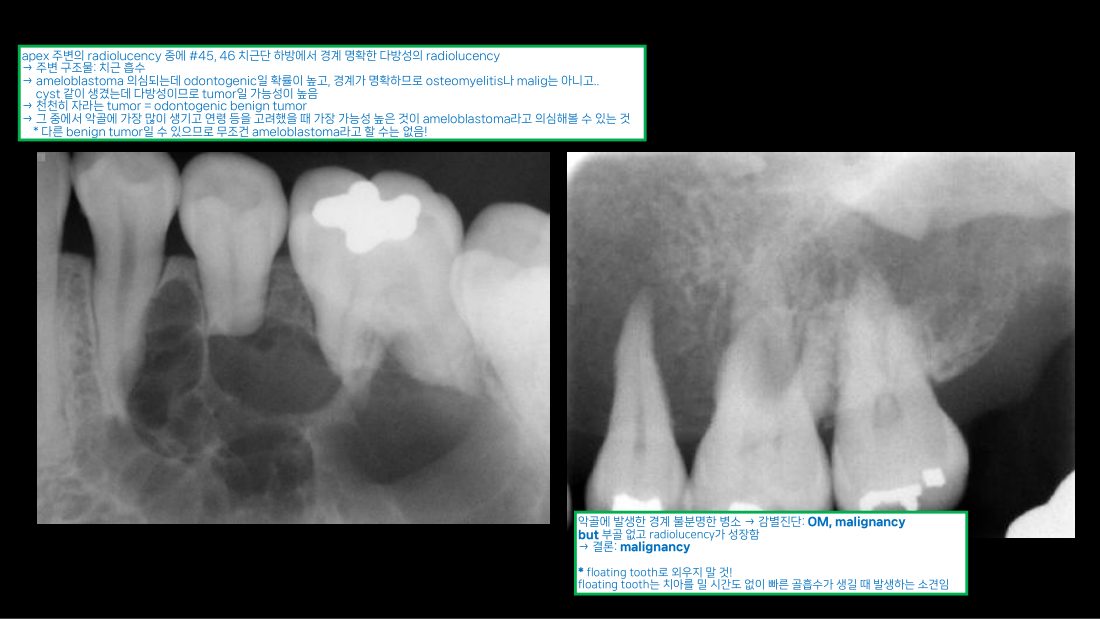 apex 주변의 radiolucency 중에 #45, 46 치근단 하방에서 경계 명확한 다방성의 radiolucency
→ 주변 구조물: 치근 흡수
→ ameloblastoma 의심되는데 odontogenic일 확률이 높고, 경계가 명확하므로 osteomyelitis나 malig는 아니고..
cyst 같이 생겼는데 다방성이므로 tumor일 가능성이 높음
→ 천천히 자라는 tumor = odontogenic benign tumor
→ 그 중에서 악골에 가장 많이 생기고 연령 등을 고려했을 때 가장 가능성 높은 것이 ameloblastoma라고 의심해볼 수 있는 것
* 다른 benign tumor일 수 있으므로 무조건 ameloblastoma라고 할 수는 없음!
악골에 발생한 경계 불분명한 병소 → 감별진단: OM, malignancy
but 부골 없고 radiolucency가 성장함
→ 결론: malignancy
* floating tooth로 외우지 말 것!
floating tooth는 치아를 밀 시간도 없이 빠른 골흡수가 생길 때 발생하는 소견임